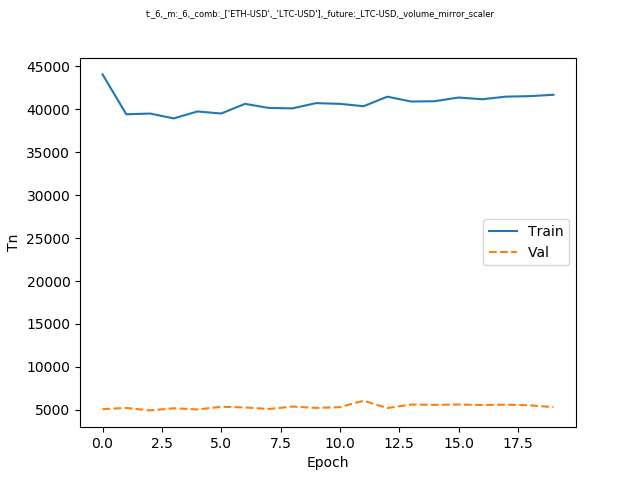 t:_6,_m:_6,_comb:_['ETH-USD',_'LTC-USD'],_future:_LTC-USD,_volume_mirror_scaler
45000
40000
35000
30000
25000
20000
15000
10000
5000
Tn
Train
Val
0.0 2.5 5.0 7.5 10.0 12.5 15.0 17.5
Epoch